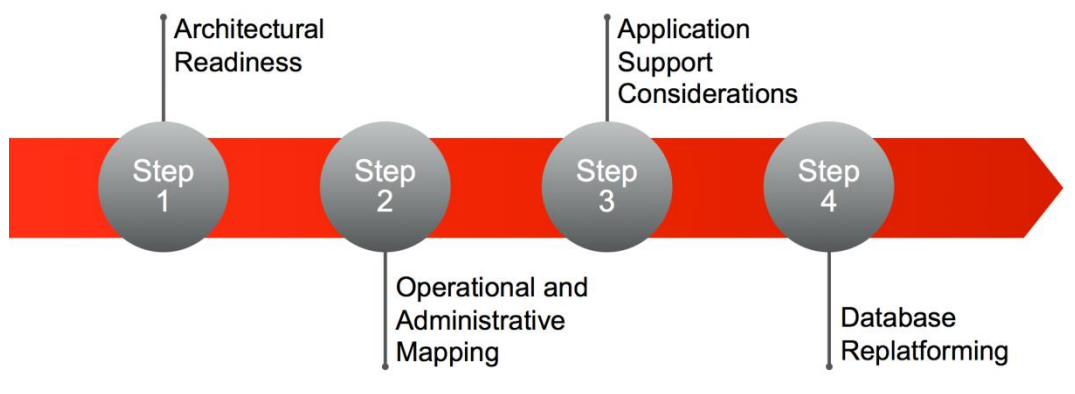 Architectural
Readiness
Application
Support
Considerations
Step
1
Step
2
Step
3
Step
4
Operational and
Administrative
Mapping
Database
Replatforming